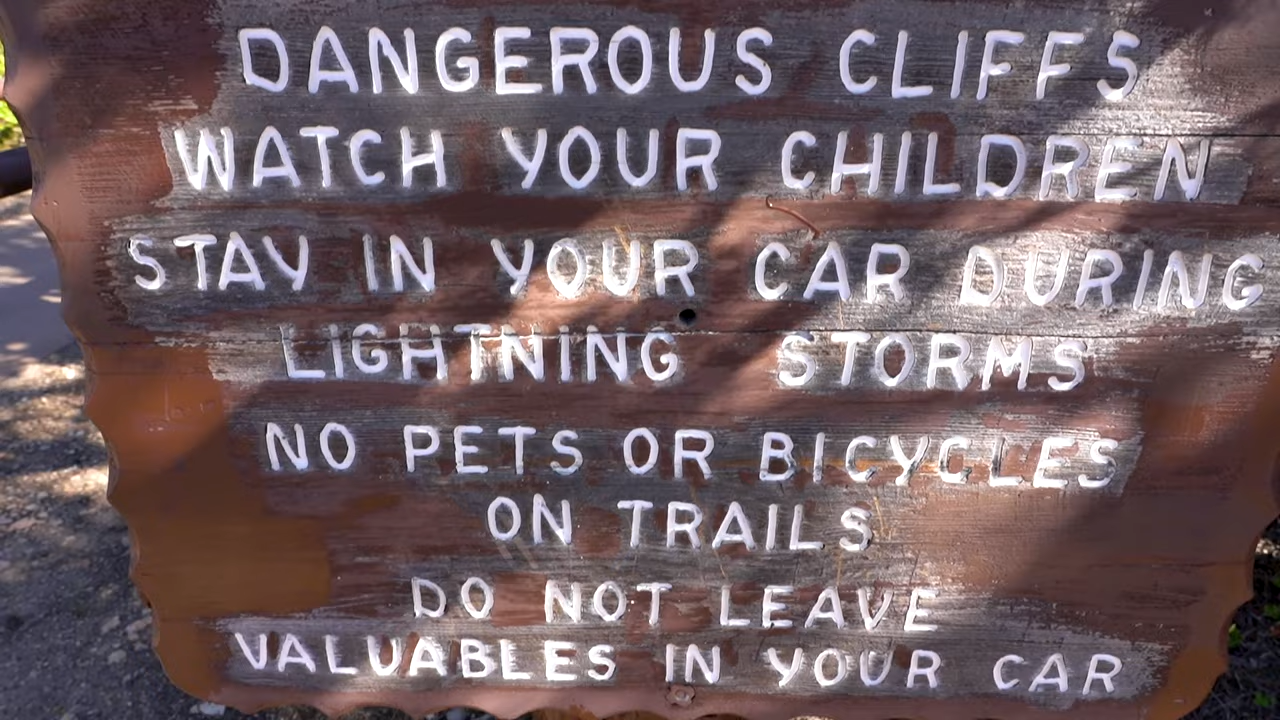 DANGEROUS CLIFFS
WATCH YOUR CHILDREN
STAY IN YOUR CAR DURING
LIGHTNING STORMS
NO PETS OR BICYCLES
ON TRAILS
DO NOT LEAVE
VALUABLES IN YOUR CAR